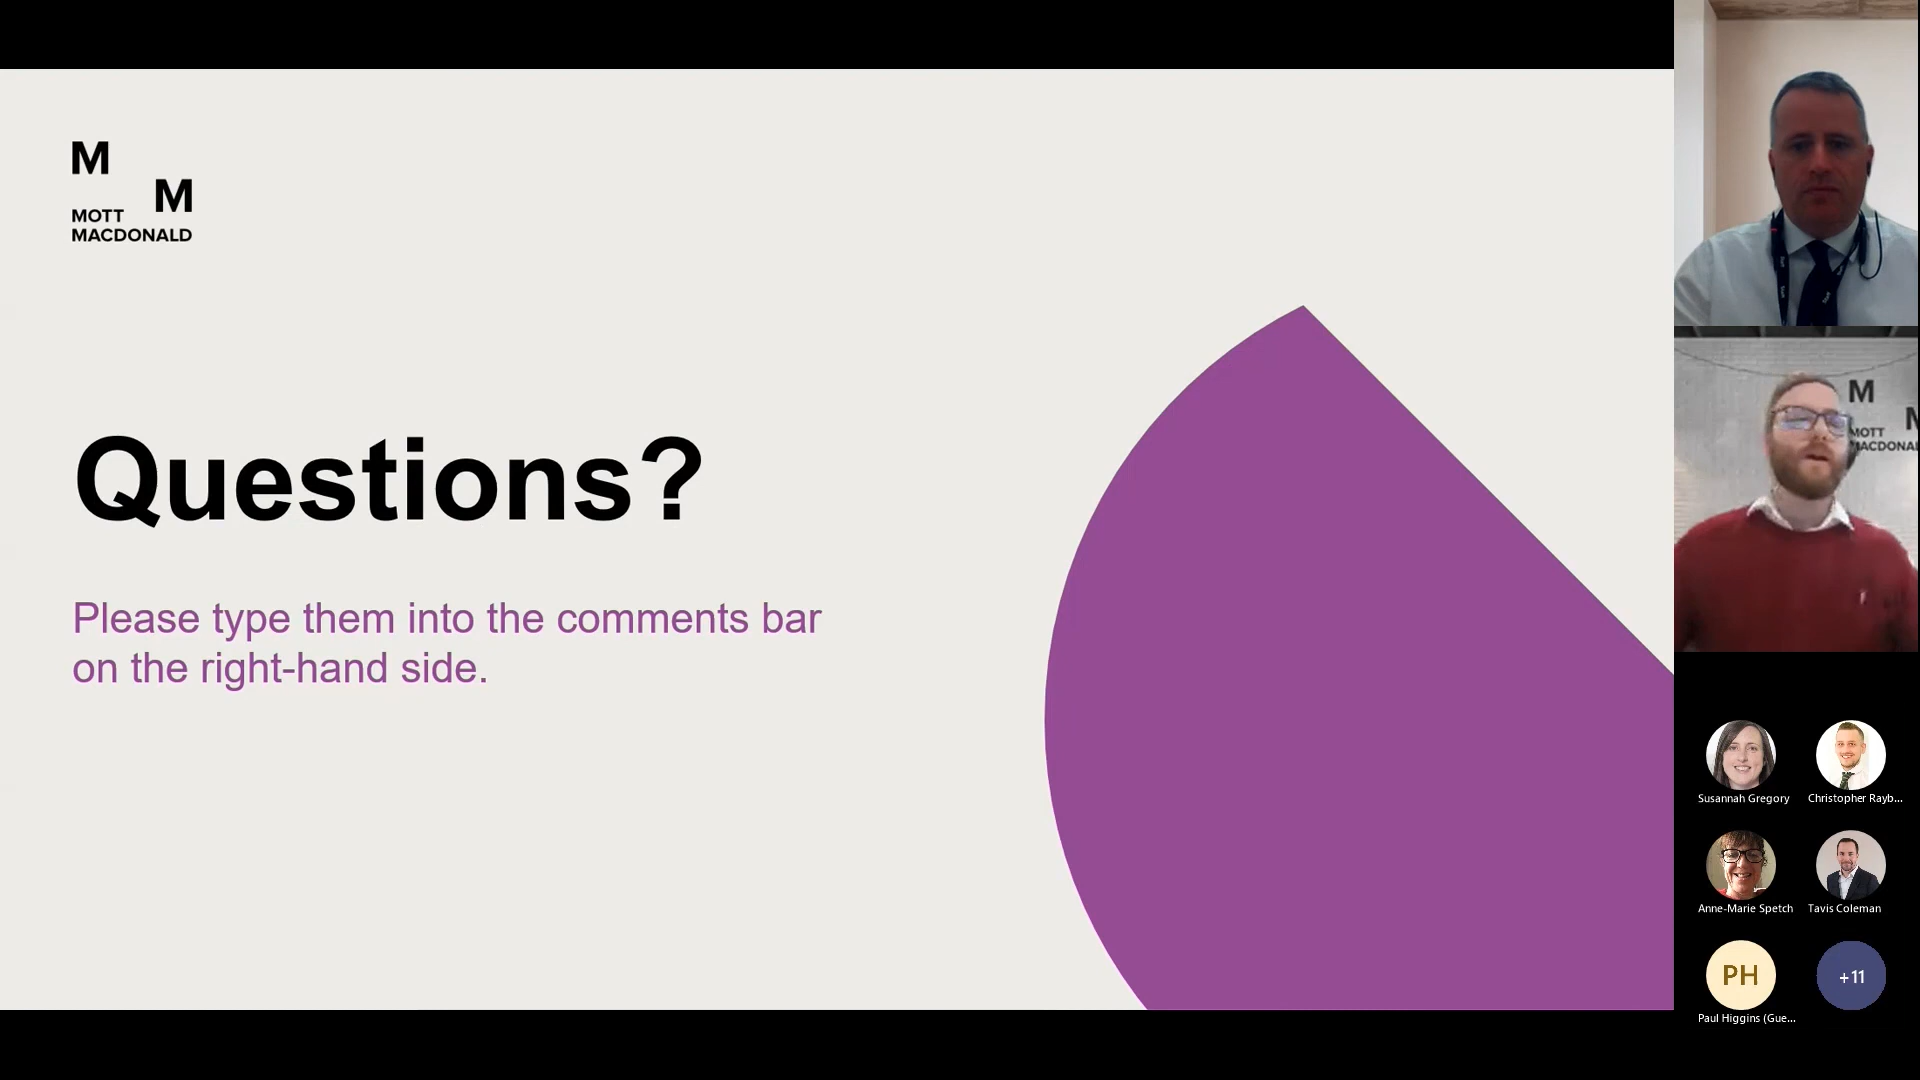 M
M
MOTT
MACDONALD
Questions?
Please type them into the comments bar
on the right-hand side.
M
MOTT
Susannah Gregory
Christopher Rayb...
Anne-Marie Spetch
Tavis Coleman
PH
+11
Paul Higgins (Gue...